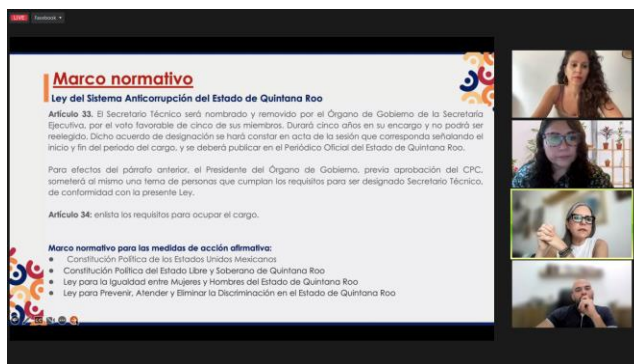 LIVE Facebook
Marco normativo
Ley del Sistema Anticorrupción del Estado de Quintana Roo
Artículo 33. El Secretario Técnico será nombrado y removido por el Órgano de Gobierno de la Secretaría
Ejecutiva, por el voto favorable de cinco de sus miembros. Durará cinco años en su encargo y no podrá ser
reelegido. Dicho acuerdo de designación se hará constar en acta de la sesión que corresponda señalando el
inicio y fin del periodo del cargo, y se deberá publicar en el Periódico Oficial del Estado de Quintana Roo.
Para efectos del párrafo anterior, el Presidente del Órgano de Gobierno, previa aprobación del CPC,
someterá al mismo una terna de personas que cumplan los requisitos para ser designado Secretario Técnico,
de conformidad con la presente Ley.
Artículo 34: enlista los requisitos para ocupar el cargo.
Marco normativo para las medidas de acción afirmativa:
● Constitución Política de los Estados Unidos Mexicanos
● Constitución Política del Estado Libre y Soberano de Quintana Roo
● Ley para la Igualdad entre Mujeres y Hombres del Estado de Quintana Roo
● Ley para Prevenir, Atender y Eliminar la Discriminación en el Estado de Quintana Roo